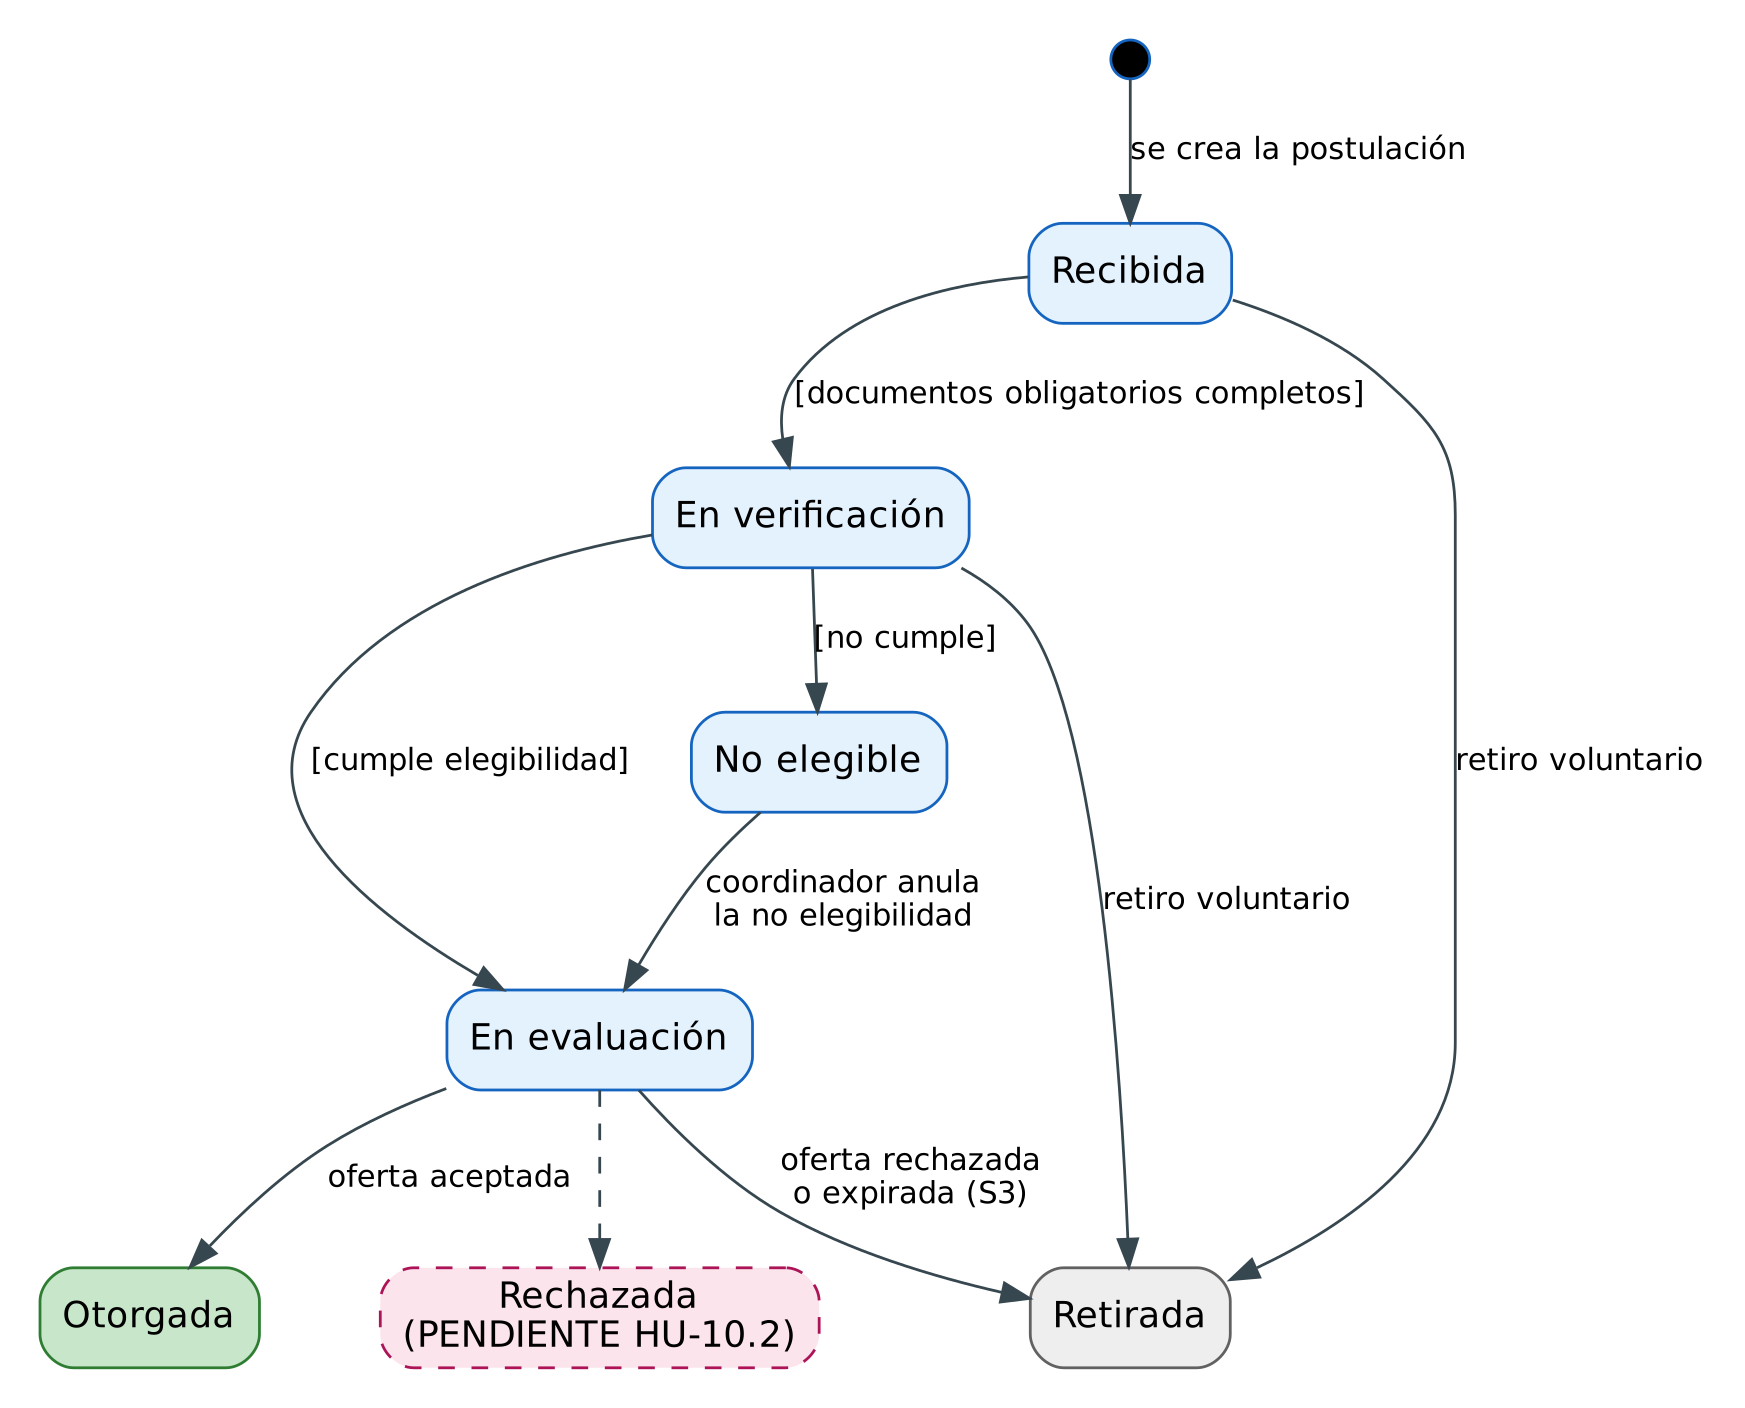 se crea la postulación
Recibida
[documentos obligatorios completos]
En verificación
[no cumple]
[cumple elegibilidad]
No elegible
retiro voluntario
coordinador anula
la no elegibilidad
retiro voluntario
En evaluación
oferta aceptada
oferta rechazada
o expirada (S3)
Otorgada
Rechazada
(PENDIENTE HU-10.2)
Retirada